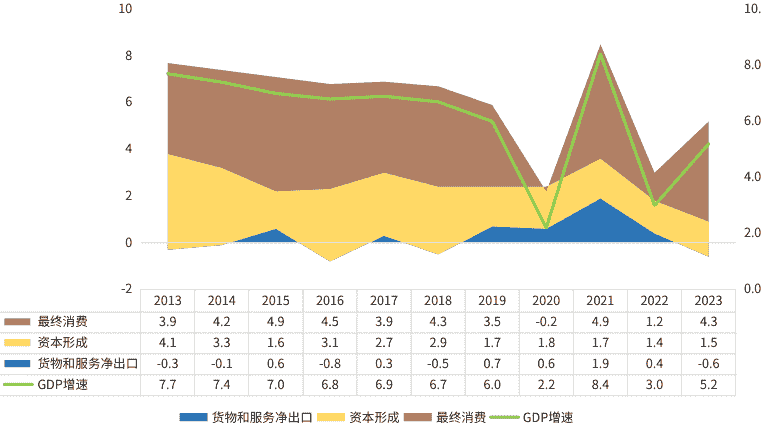 10 10.
8 8.0
6 6.0
4 4.0
2 2.0
0
-2 0.0
2013 2014 2015 2016 2017 2018 2019 2020 2021 2022 2023
最终消费 3.9 4.2 4.9 4.5 3.9 4.3 3.5 -0.2 4.9 1.2 4.3
资本形成 4.1 3.3 1.6 3.1 2.7 2.9 1.7 1.8 1.7 1.4 1.5
货物和服务净出口 -0.3 -0.1 0.6 -0.8 0.3 -0.5 0.7 0.6 1.9 0.4 -0.6
GDP增速 7.7 7.4 7.0 6.8 6.9 6.7 6.0 2.2 8.4 3.0 5.2
货物和服务净出口 资本形成 最终消费 GDP增速